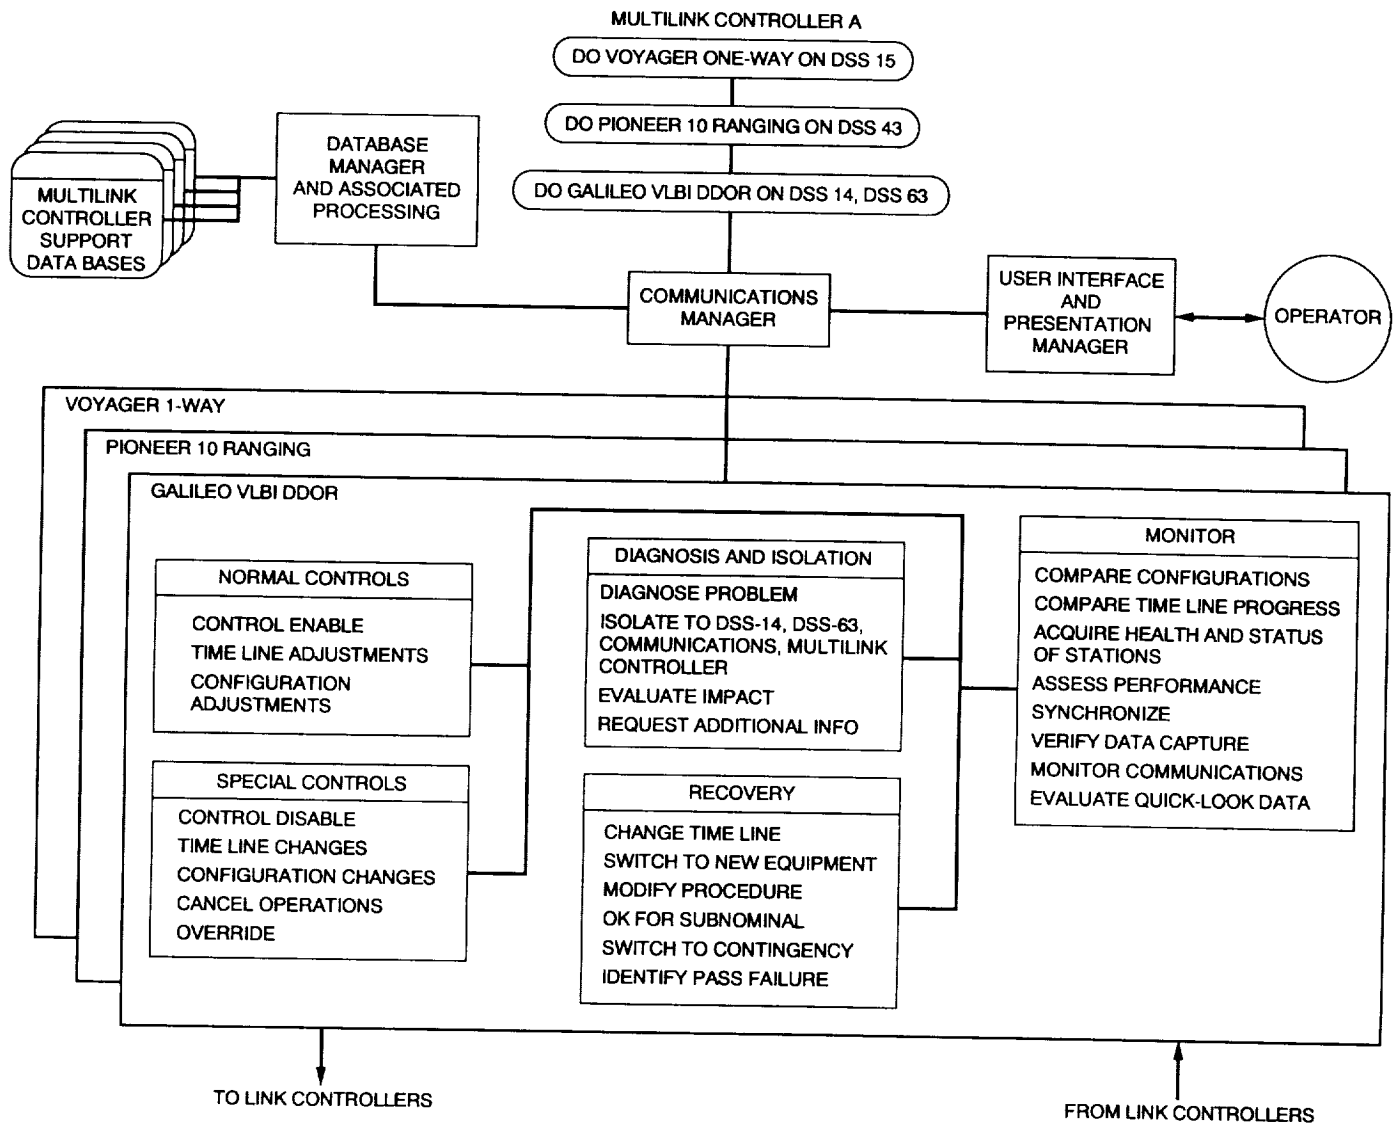 MULTILINK CONTROLLER A
DO VOYAGER ONE-WAY ON DSS 15
DO PIONEER 10 RANGING ON DSS 43
DO GALILEO VLBI DDOR ON DSS 14, DSS 63
MULTILINK
CONTROLLER
SUPPORT
DATA BASES
DATABASE
MANAGER
AND ASSOCIATED
PROCESSING
COMMUNICATIONS
MANAGER
USER INTERFACE
AND
PRESENTATION
MANAGER
OPERATOR
VOYAGER 1-WAY
PIONEER 10 RANGING
GALILEO VLBI DDOR
NORMAL CONTROLS
CONTROL ENABLE
TIME LINE ADJUSTMENTS
CONFIGURATION
ADJUSTMENTS
SPECIAL CONTROLS
CONTROL DISABLE
TIME LINE CHANGES
CONFIGURATION CHANGES
CANCEL OPERATIONS
OVERRIDE
DIAGNOSIS AND ISOLATION
DIAGNOSE PROBLEM
ISOLATE TO DSS-14, DSS-63,
COMMUNICATIONS, MULTILINK
CONTROLLER
EVALUATE IMPACT
REQUEST ADDITIONAL INFO
RECOVERY
CHANGE TIME LINE
SWITCH TO NEW EQUIPMENT
MODIFY PROCEDURE
OK FOR SUBNOMINAL
SWITCH TO CONTINGENCY
IDENTIFY PASS FAILURE
MONITOR
COMPARE CONFIGURATIONS
COMPARE TIME LINE PROGRESS
ACQUIRE HEALTH AND STATUS
OF STATIONS
ASSESS PERFORMANCE
SYNCHRONIZE
VERIFY DATA CAPTURE
MONITOR COMMUNICATIONS
EVALUATE QUICK-LOOK DATA
TO LINK CONTROLLERS
FROM LINK CONTROLLERS